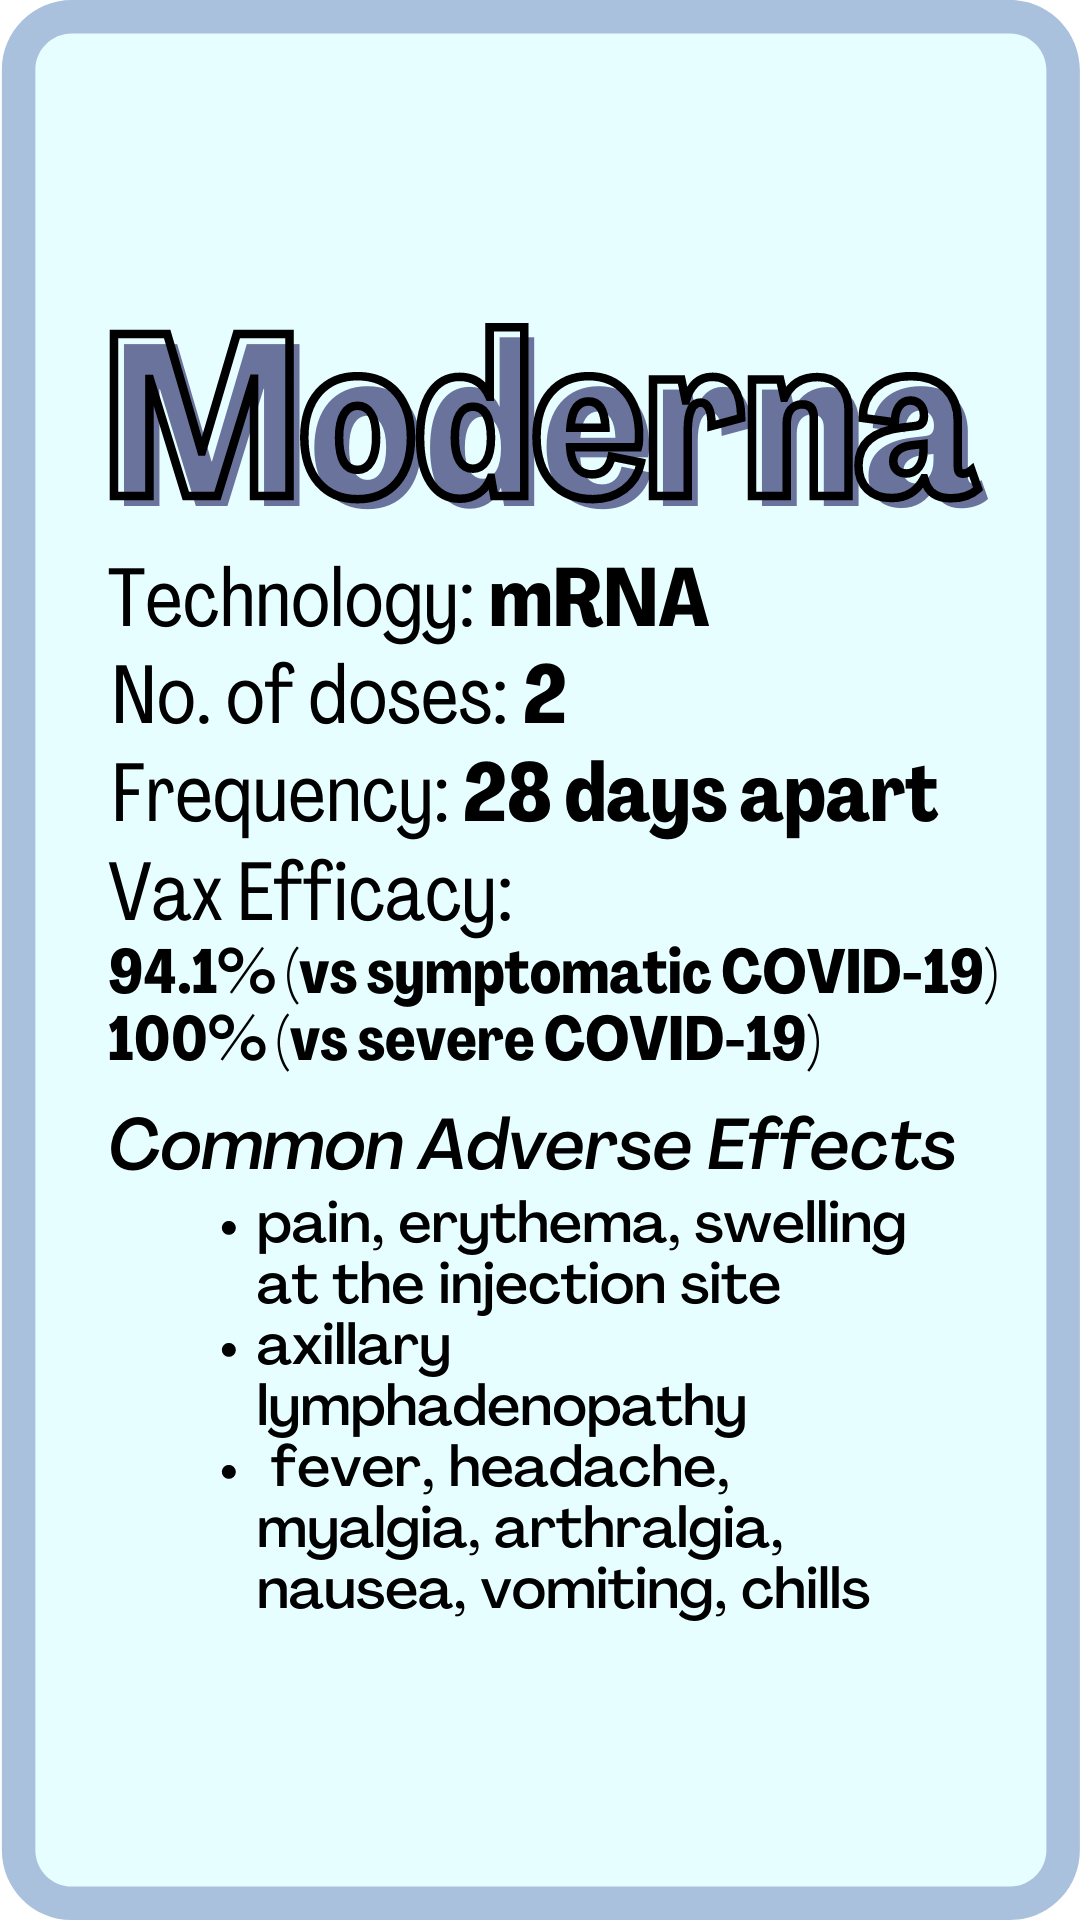 Moderna
Technology: mRNA
No. of doses: 2
Frequency: 28 days apart
Vax Efficacy:
94.1% (vs symptomatic COVID-19)
100% (vs severe COVID-19)
Common Adverse Effects
• pain, erythema, swelling
at the injection site
• axillary
lymphadenopathy
• fever, headache,
myalgia, arthralgia,
nausea, vomiting, chills